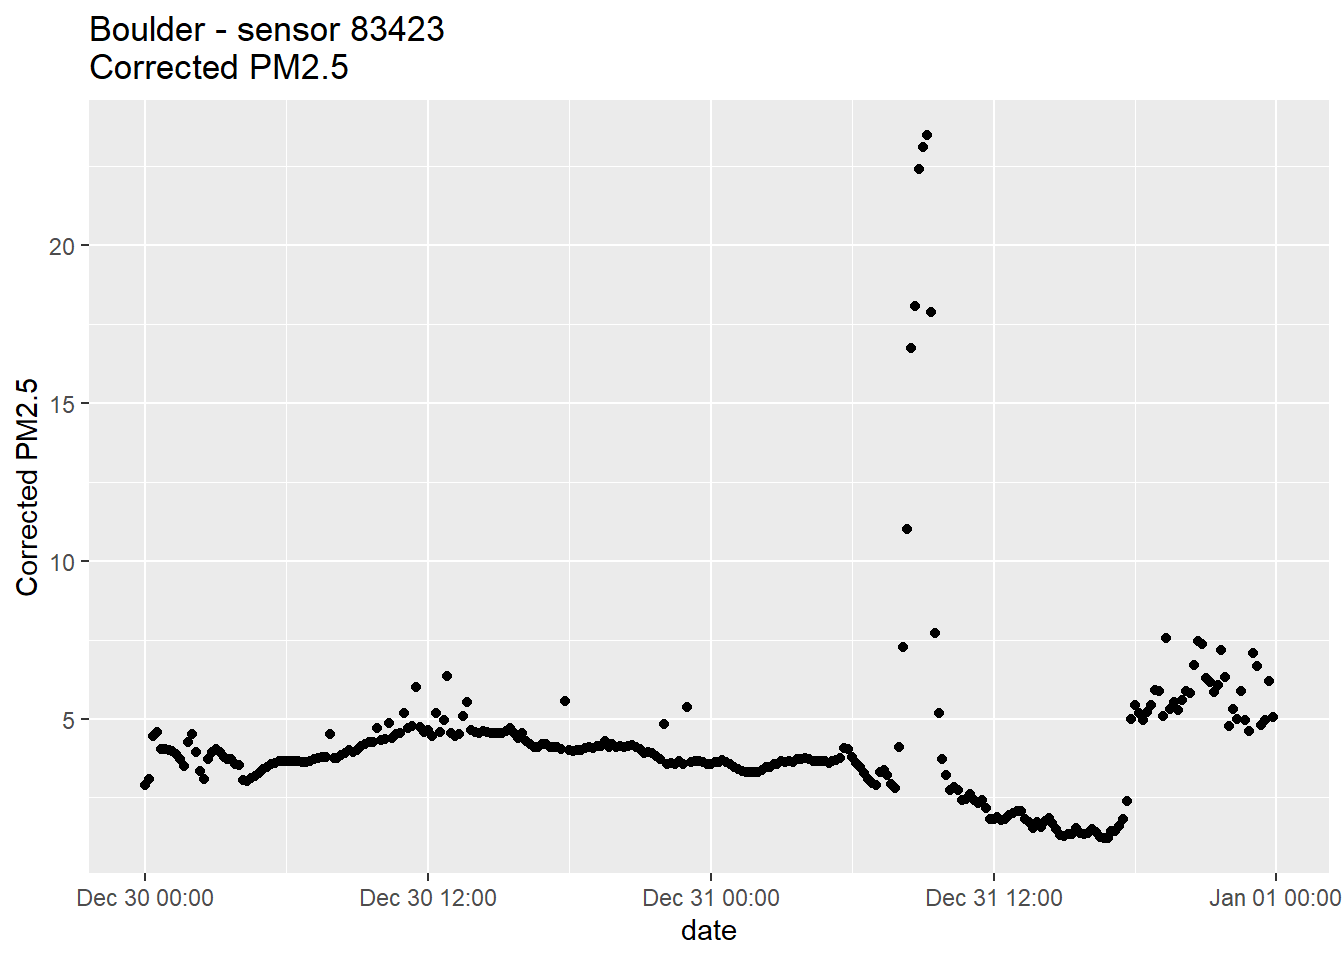 Boulder - sensor 83423
Corrected PM2.5
Corrected PM2.5
20
15
10
5
Dec 30 00:00
Dec 30 12:00
Dec 31 00:00
Dec 31 12:00
Jan 01 00:00
date